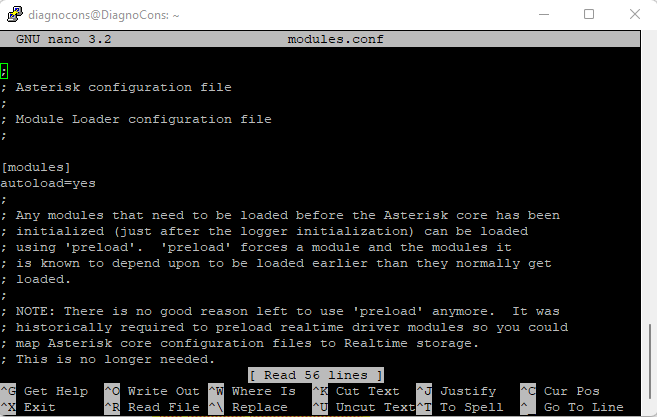 diagnocons@DiagnoCons: ~
GNU nano 3.2 modules.conf
;
; Asterisk configuration file
;
; Module Loader configuration file
;
[modules]
autoload=yes
;
; Any modules that need to be loaded before the Asterisk core has been
; initialized (just after the logger initialization) can be loaded
; using 'preload'.  'preload' forces a module and the modules it
; is known to depend upon to be loaded earlier than they normally get
; loaded.
;
; NOTE: There is no good reason left to use 'preload' anymore.  It was
; historically required to preload realtime driver modules so you could
; map Asterisk core configuration files to Realtime storage.
; This is no longer needed.
[ Read 56 lines ]
^G Get Help ^O Write Out ^W Where Is ^K Cut Text ^J Justify ^C Cur Pos
^X Exit ^R Read File ^\ Replace ^U Uncut Text ^T To Spell ^_ Go To Line